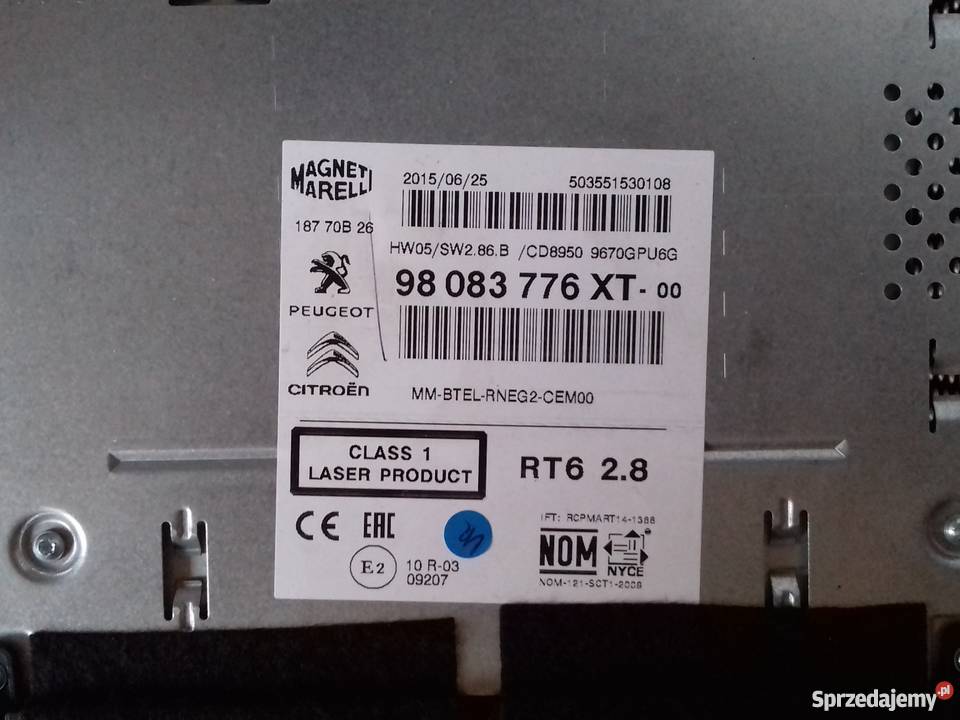 MAGNETI
MARELLI
2015/06/25 503551530108
187 70B 26
HW05/SW2.86.B /CD8950 9670GPU6G
98 083 776 XT- 00
PEUGEOT
CITROËN
MM-BTEL-RNEG2-CEM00
CLASS 1
LASER PRODUCT
RT6 2.8
CE EAC
IFT: RCPMART14-1388
NOM
NYCE
E2
10 R-03
09207
NOM-121-SCT1-2009
Sprzedajemy.pl